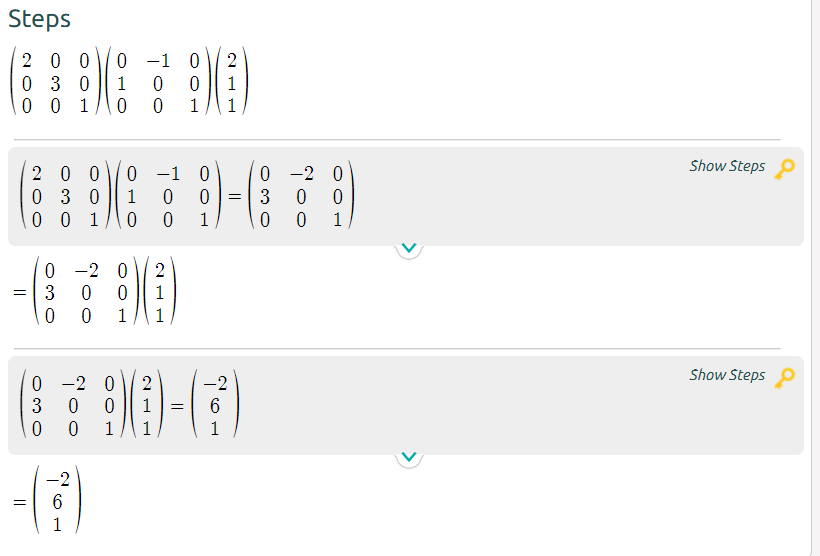 Steps
2 0 0 0 −1 0 2
0 3 0 1 0 0 1
0 0 1 0 0 1 1
Show Steps
2 0 0 0 −1 0 0 −2 0
0 3 0 1 0 0 = 3 0 0
0 0 1 0 0 1 0 0 1
0 −2 0 2
= 3 0 0 1
0 0 1 1
Show Steps
0 −2 0 2 −2
3 0 0 1 = 6
0 0 1 1 1
−2
= 6
1